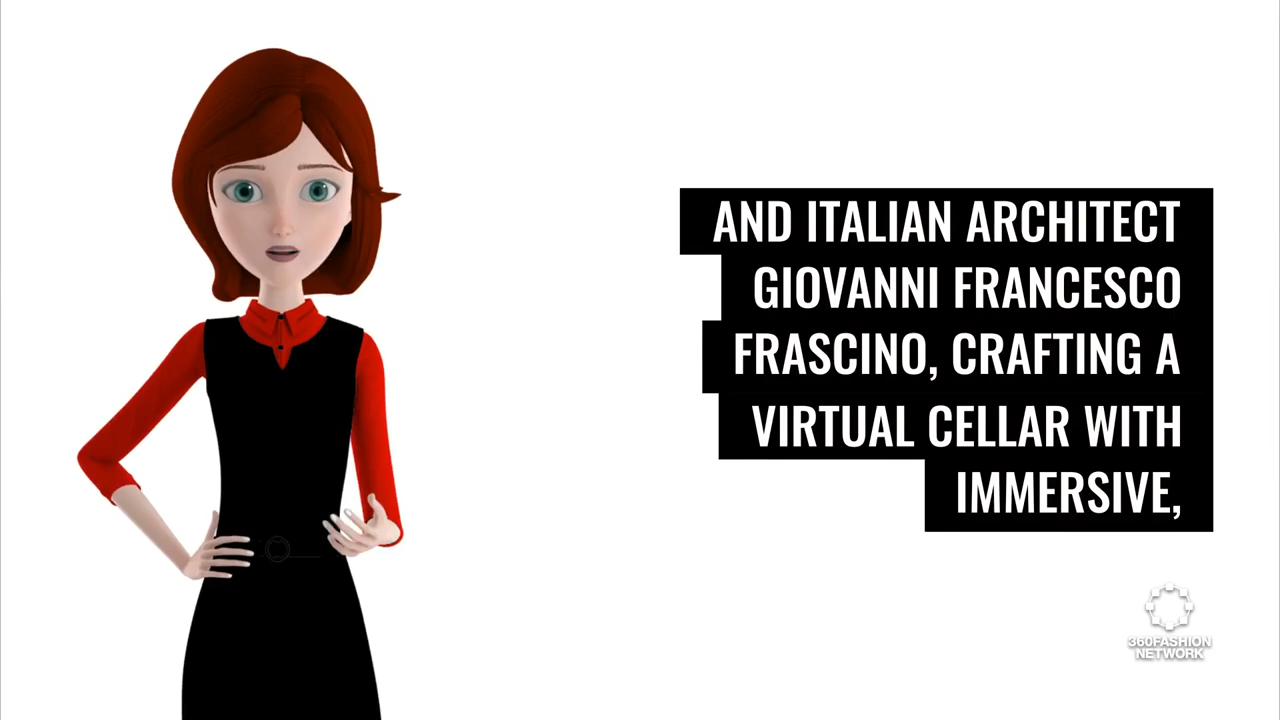 AND ITALIAN ARCHITECT
GIOVANNI FRANCESCO
FRASCINO, CRAFTING A
VIRTUAL CELLAR WITH
IMMERSIVE,
360FASHION
NETWORK